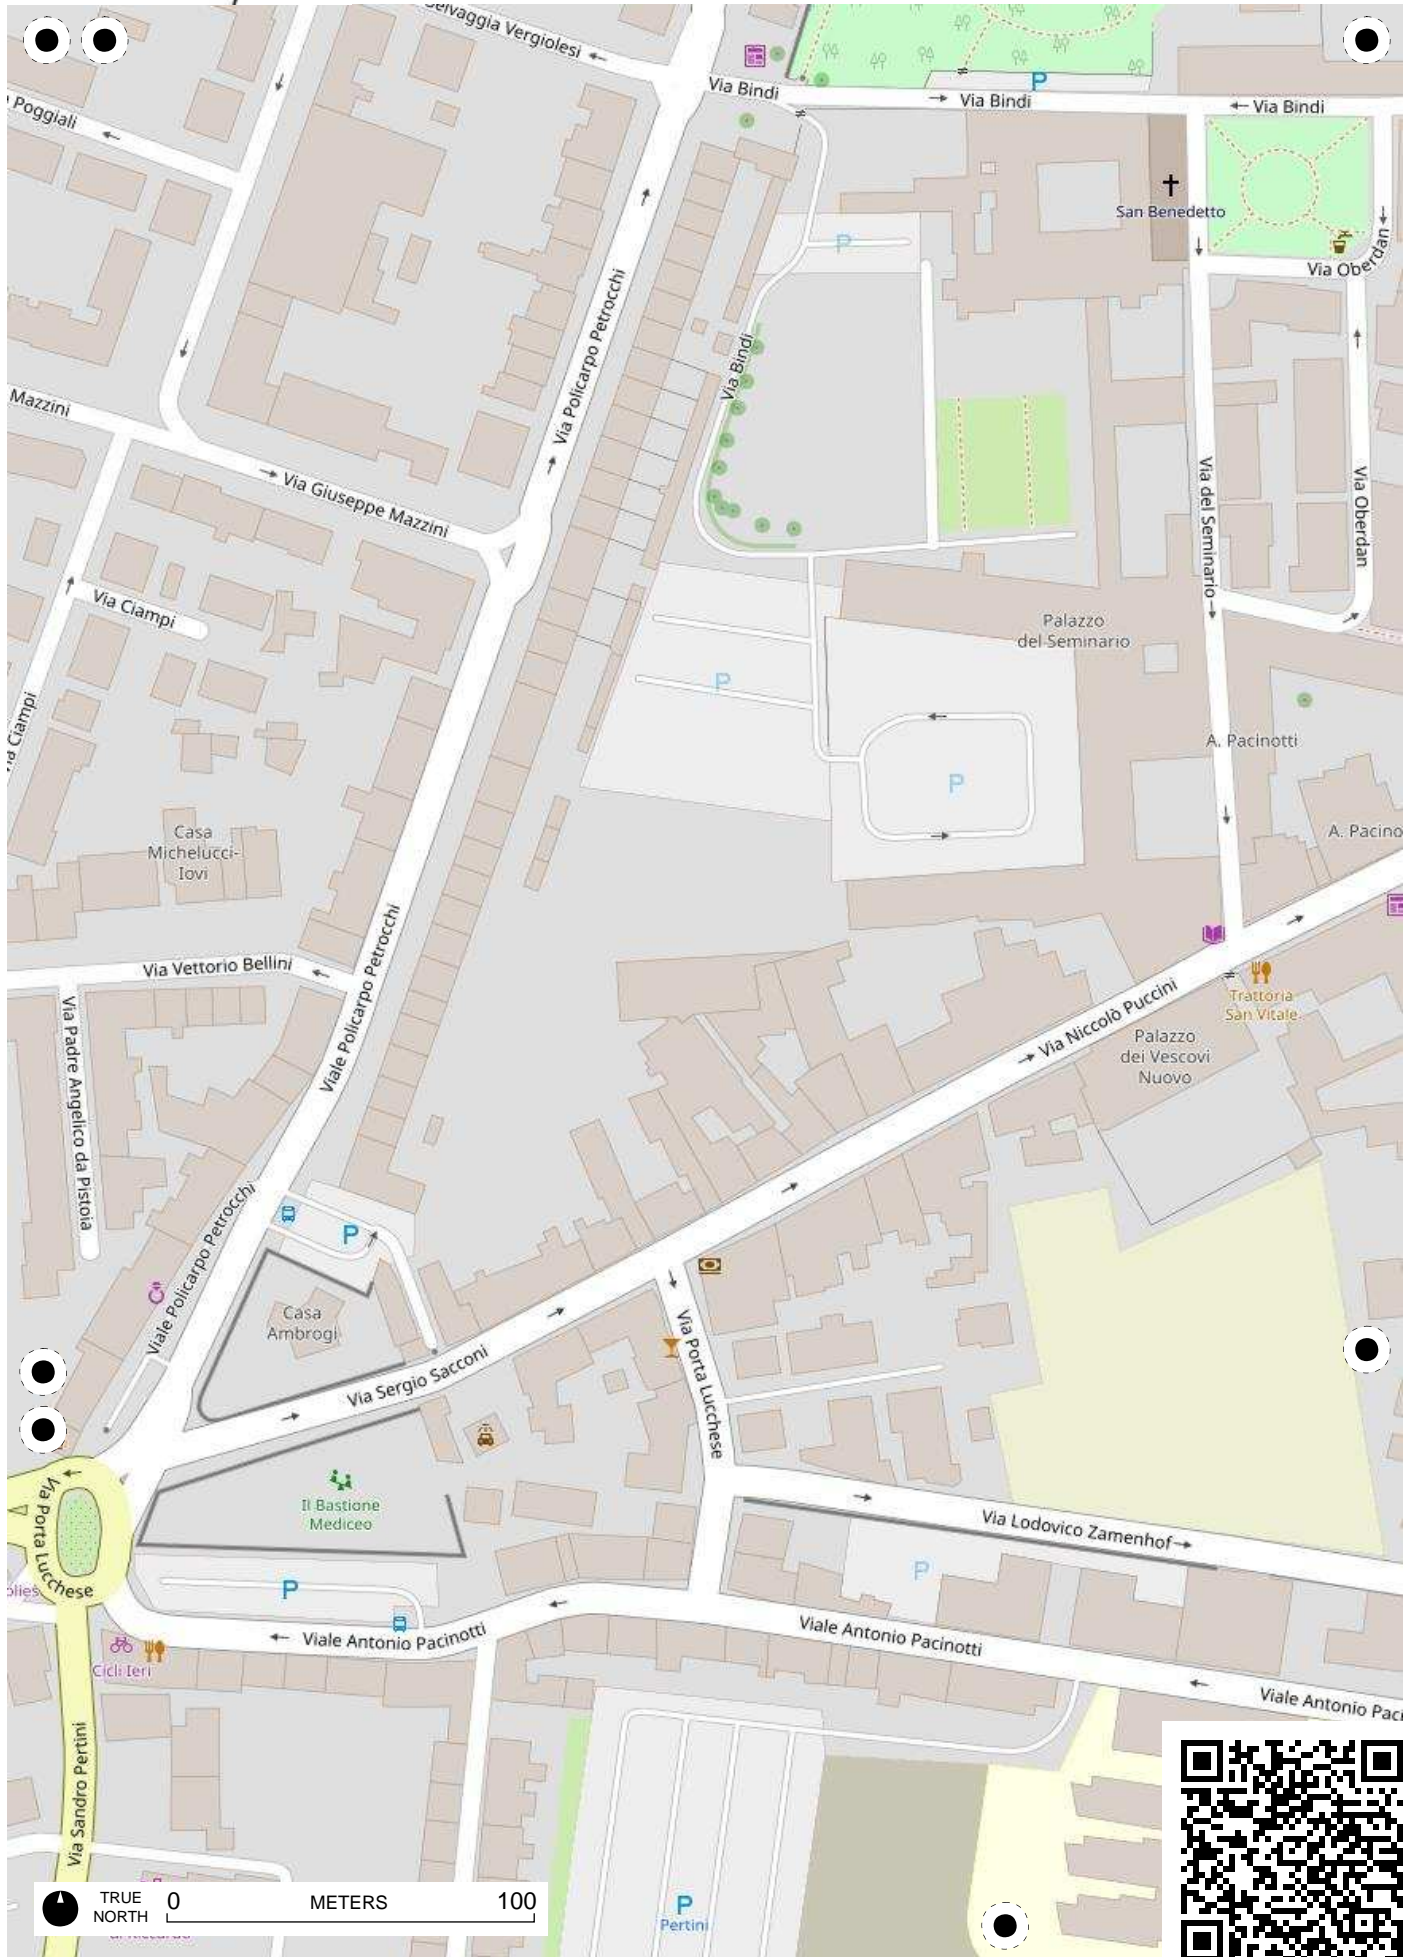 Selvaggia Vergiolesi
Via Bindi
P
Via Bindi
Via Bindi
Poggiali
San Benedetto
P
Via Oberdan
Via Policarpo Petrocchi
Via Bindi
Mazzini
Via Giuseppe Mazzini
Via del Seminario
Via Oberdan
Via Ciampi
Palazzo
del Seminario
P
Via Ciampi
A. Pacinotti
P
Casa
Michelucci-
Iovi
A. Pacino
Viale Policarpo Petrocchi
Via Vettorio Bellini
Via Padre Angelico da Pistoia
Via Niccolò Puccini
Trattoria
San Vitale
Palazzo
dei Vescovi
Nuovo
Viale Policarpo Petrocchi
P
Casa
Ambrogi
Via Porta Lucchese
Via Sergio Sacconi
Il Bastione
Mediceo
Via Porta Lucchese
Via Lodovico Zamenhof
P
P
Viale Antonio Pacinotti
Viale Antonio Pacinotti
Cicli Ieri
Viale Antonio Paci
Via Sandro Pertini
TRUE
NORTH
0 METERS 100
P
Pertini